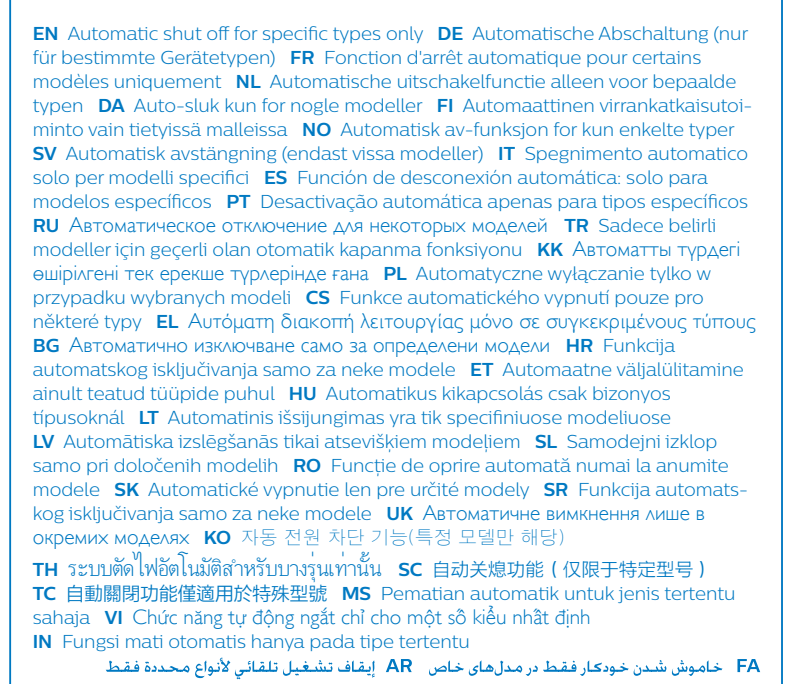 EN Automatic shut off for specific types only DE Automatische Abschaltung (nur
für bestimmte Gerätetypen) FR Fonction d'arrêt automatique pour certains
modèles uniquement NL Automatische uitschakelfunctie alleen voor bepaalde
typen DA Auto-sluk kun for nogle modeller FI Automaattinen virrankatkaisutoi-
minto vain tietyissä malleissa NO Automatisk av-funksjon for kun enkelte typer
SV Automatisk avstängning (endast vissa modeller) IT Spegnimento automatico
solo per modelli specifici ES Función de desconexión automática: solo para
modelos específicos PT Desactivação automática apenas para tipos específicos
RU Автоматическое отключение для некоторых моделей TR Sadece belirli
modeller için geçerli olan otomatik kapanma fonksiyonu KK Автоматты түрдегі
өшірілгені тек ерекше түрлерінде ғана PL Automatyczne wyłączanie tylko w
przypadku wybranych modeli CS Funkce automatického vypnutí pouze pro
některé typy EL Αυτόματη διακοπή λειτουργίας μόνο σε συγκεκριμένους τύπους
BG Автоматично изключване само за определени модели HR Funkcija
automatskog isključivanja samo za neke modele ET Automaatne väljalülitamine
ainult teatud tüüpide puhul HU Automatikus kikapcsolás csak bizonyos
típusoknál LT Automatinis išsijungimas yra tik specifiniuose modeliuose
LV Automātiska izslēgšanās tikai atsevišķiem modeļiem SL Samodejni izklop
samo pri določenih modelih RO Funcţie de oprire automată numai la anumite
modele SK Automatické vypnutie len pre určité modely SR Funkcija automats-
kog isključivanja samo za neke modele UK Автоматичне вимкнення лише в
окремих моделях KO 자동 전원 차단 기능(특정 모델만 해당)
TH ระบบตัดไฟอัตโนมัติสำหรับบางรุ่นเท่านั้น SC 自动关熄功能 ( 仅限于特定型号 )
TC 自動關閉功能僅適用於特殊型號 MS Pematian automatik untuk jenis tertentu
sahaja VI Chức năng tự động ngắt chỉ cho một số kiểu nhất định
IN Fungsi mati otomatis hanya pada tipe tertentu
FA خاموش شدن خودکار فقط در مدل‌های خاص AR إيقاف تشغيل تلقائي لأنواع محددة فقط